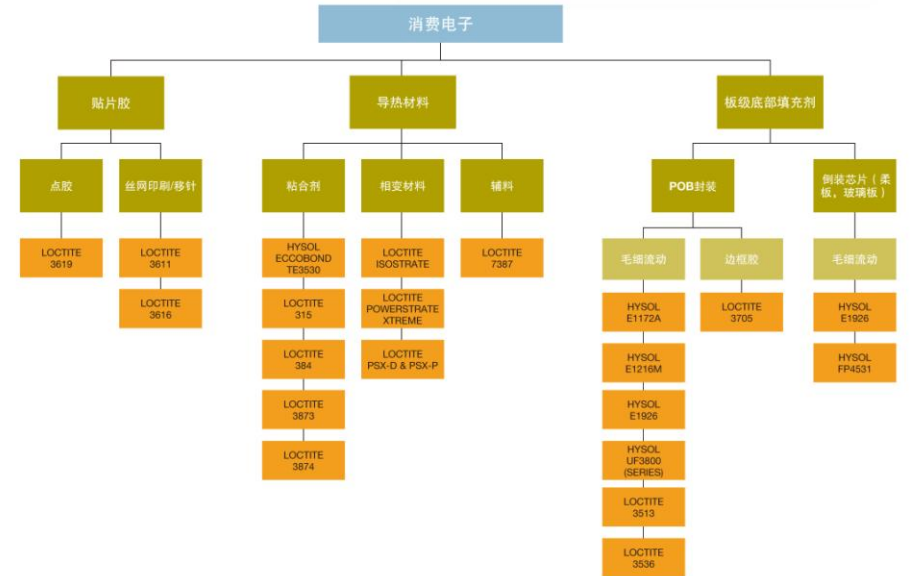 消费电子
贴片胶
导热材料
板级底部填充剂
点胶
丝网印刷/移针
粘合剂
相变材料
辅料
POB封装
倒装芯片（柔
板，玻璃板）
LOCTITE
3619
LOCTITE
3611
LOCTITE
3616
HYSOL
ECCOBOND
TE3530
LOCTITE
315
LOCTITE
384
LOCTITE
3873
LOCTITE
3874
LOCTITE
ISOSTRATE
LOCTITE
POWERSTRATE
XTREME
LOCTITE
PSX-D & PSX-P
LOCTITE
7387
毛细流动
HYSOL
E1172A
HYSOL
E1216M
HYSOL
E1926
HYSOL
UF3800
(SERIES)
LOCTITE
3513
LOCTITE
3536
边框胶
LOCTITE
3705
毛细流动
HYSOL
E1926
HYSOL
FP4531